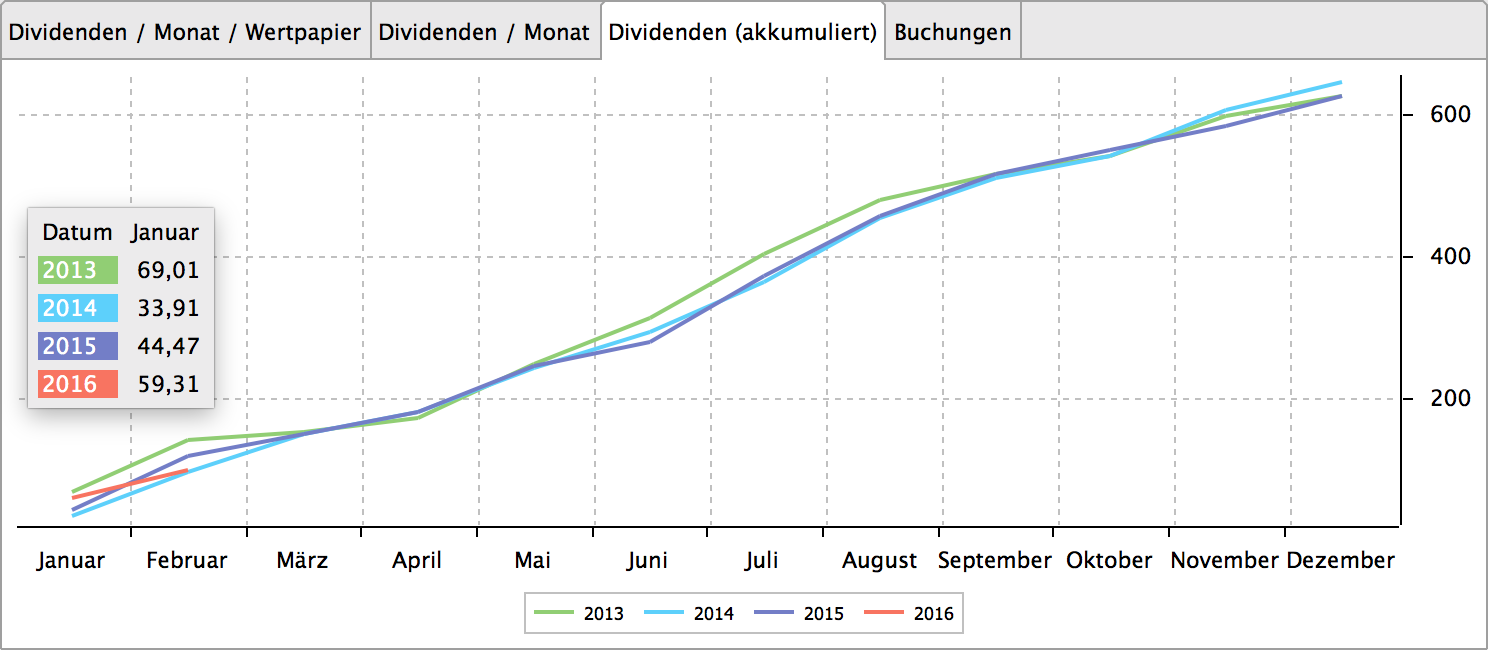 Dividenden / Monat / Wertpapier Dividenden / Monat Dividenden (akkumuliert) Buchungen
600
400
200
Datum Januar
2013 69,01
2014 33,91
2015 44,47
2016 59,31
Januar Februar März April Mai Juni Juli August September Oktober November Dezember
2013 2014 2015 2016